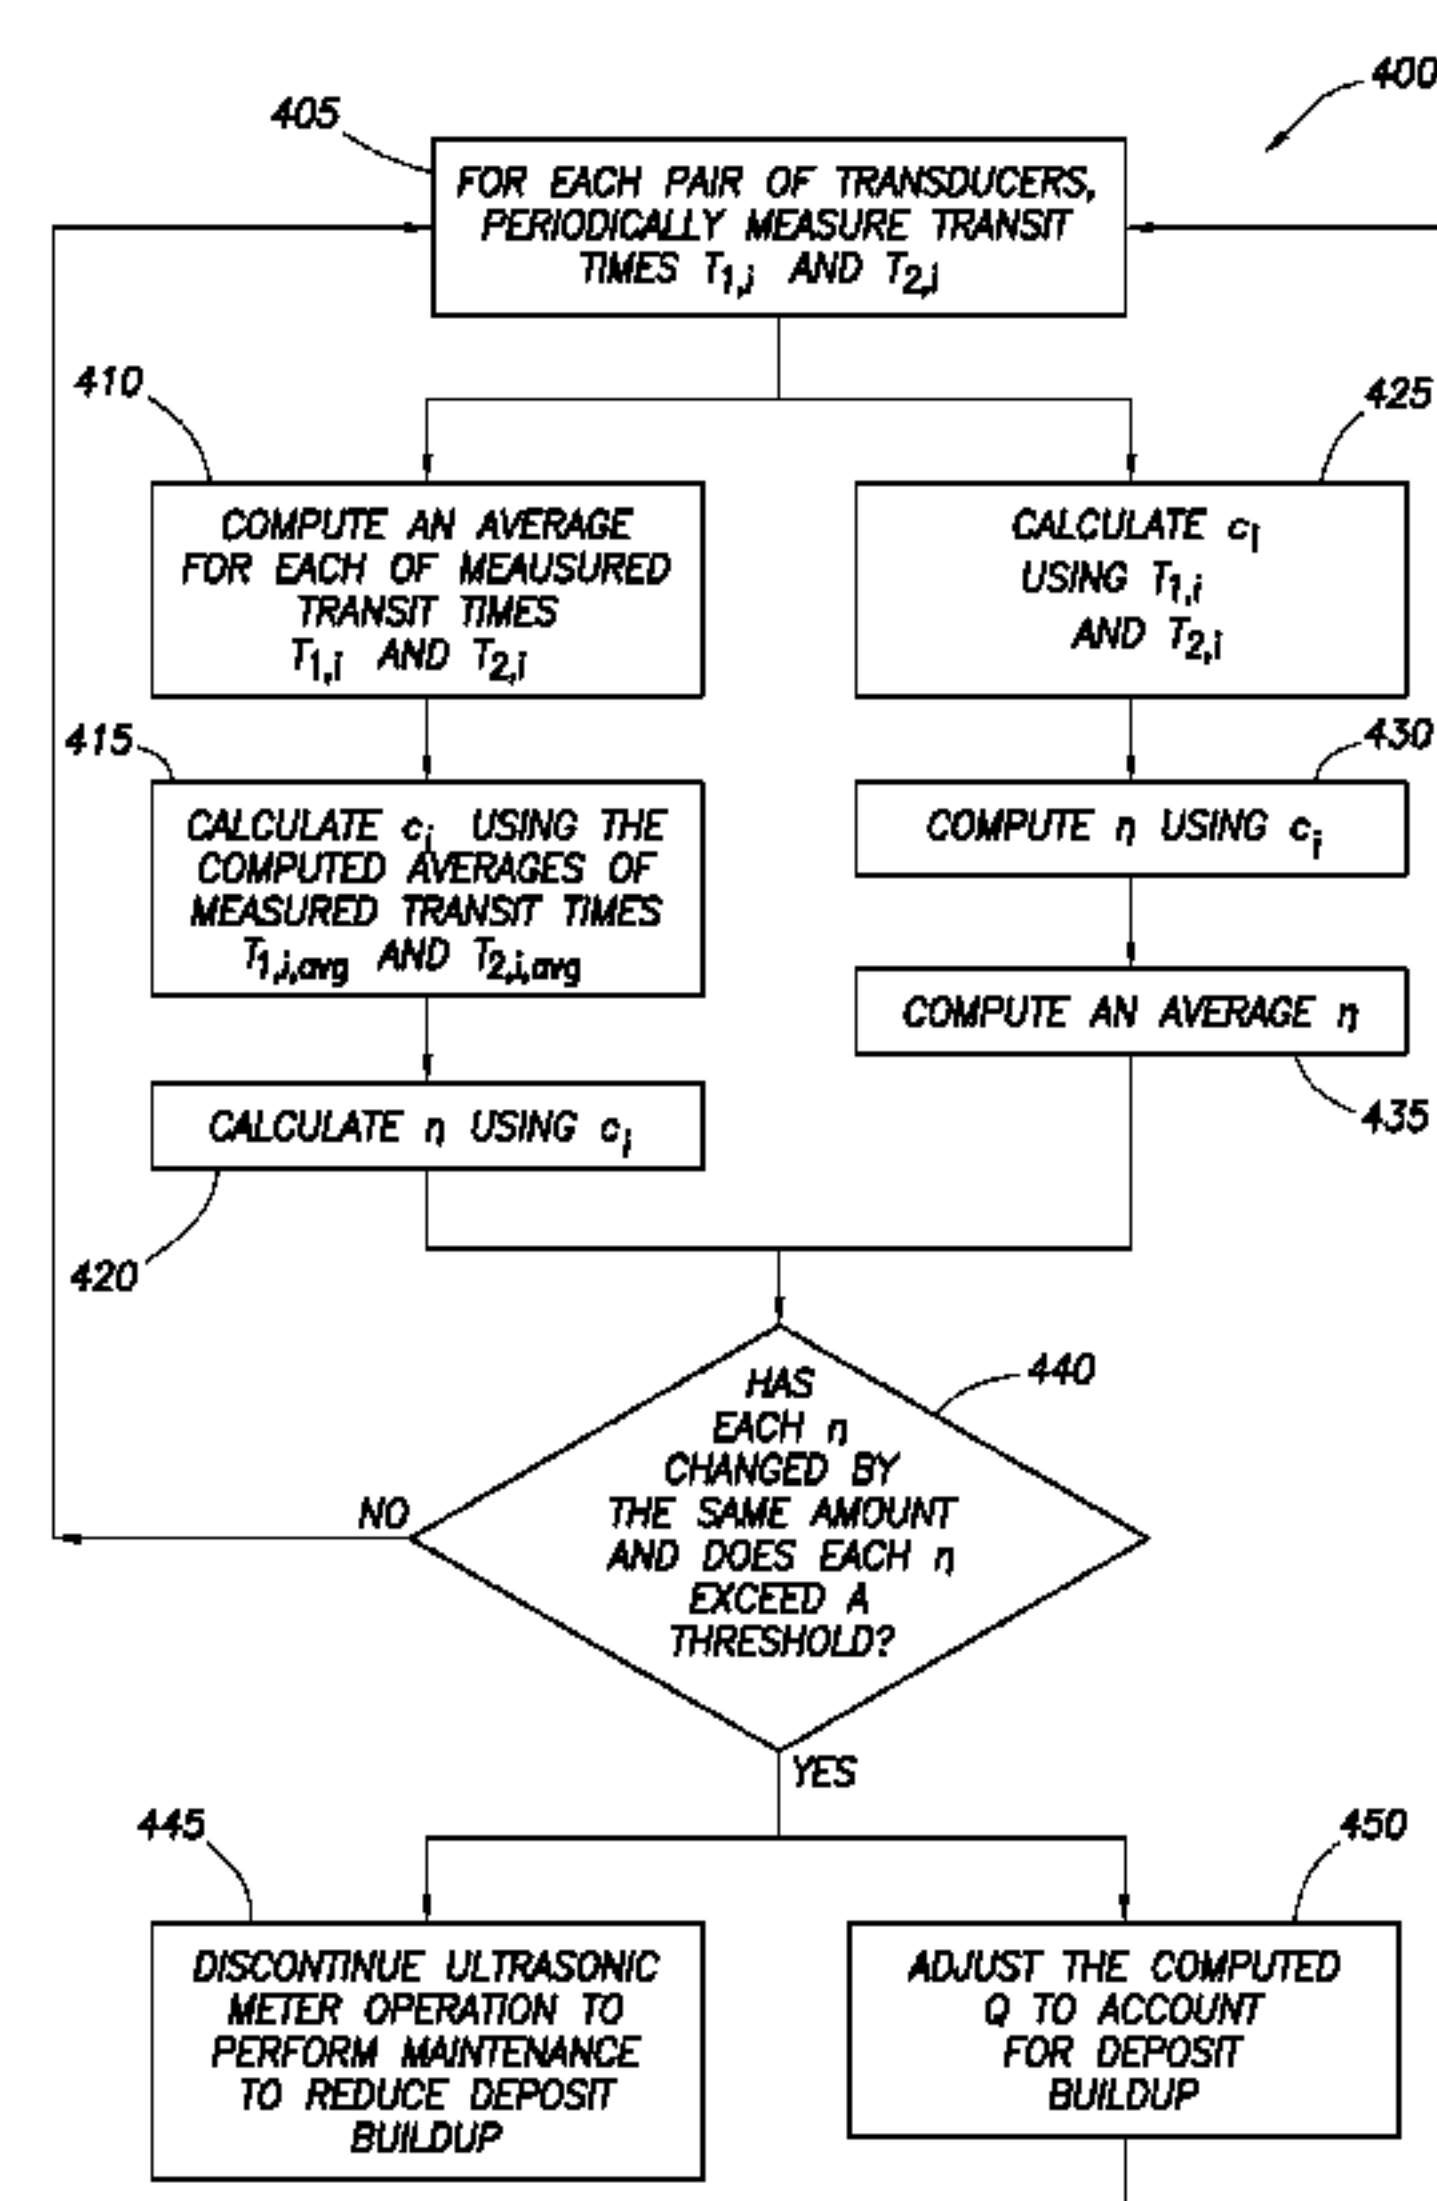 400
405
FOR EACH PAIR OF TRANSDUCERS,
PERIODICALLY MEASURE TRANSIT
TIMES T1,i AND T2,i
410
COMPUTE AN AVERAGE
FOR EACH OF MEAUSURED
TRANSIT TIMES
T1,i AND T2,i
425
CALCULATE ci
USING T1,i
AND T2,i
415
CALCULATE ci USING THE
COMPUTED AVERAGES OF
MEASURED TRANSIT TIMES
T1,i,avg AND T2,i,avg
430
COMPUTE η USING ci
COMPUTE AN AVERAGE η
435
CALCULATE η USING ci
420
HAS
EACH η
CHANGED BY
THE SAME AMOUNT
AND DOES EACH η
EXCEED A
THRESHOLD?
440
NO
YES
445
DISCONTINUE ULTRASONIC
METER OPERATION TO
PERFORM MAINTENANCE
TO REDUCE DEPOSIT
BUILDUP
450
ADJUST THE COMPUTED
Q TO ACCOUNT
FOR DEPOSIT
BUILDUP